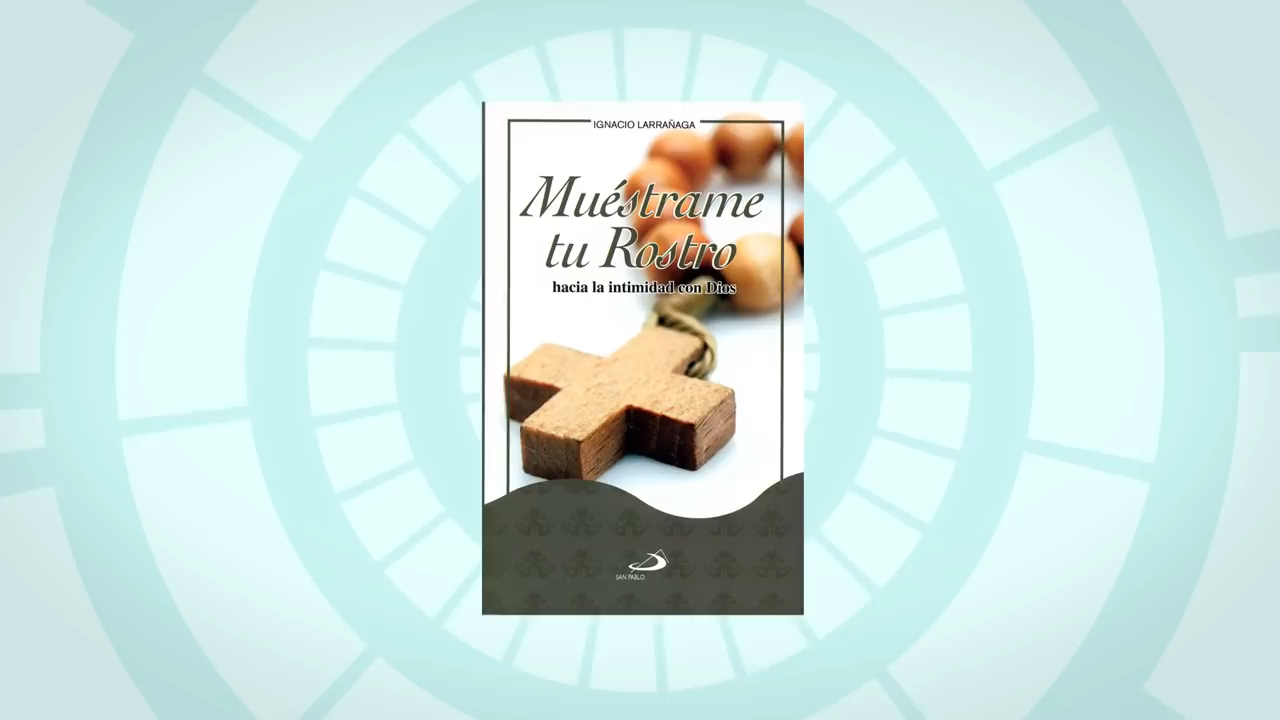 IGNACIO LARRAÑAGA
Muéstrame
tu Rostro
hacia la intimidad con Dios
SAN PABLO